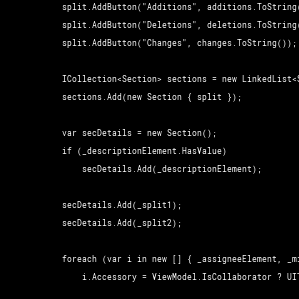 split.AddButton("Additions", additions.ToString(
split.AddButton("Deletions", deletions.ToString(
split.AddButton("Changes", changes.ToString());
ICollection<Section> sections = new LinkedList<S
sections.Add(new Section { split });
var secDetails = new Section();
if (_descriptionElement.HasValue)
secDetails.Add(_descriptionElement);
secDetails.Add(_split1);
secDetails.Add(_split2);
foreach (var i in new [] { _assigneeElement, _mi
i.Accessory = ViewModel.IsCollaborator ? UIT